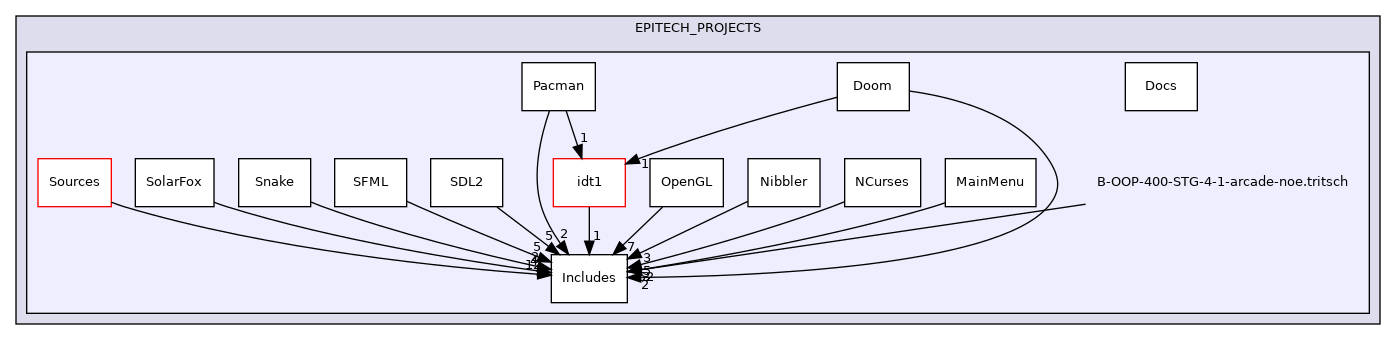 EPITECH_PROJECTS
Pacman
Doom
Docs
1
1
Sources
SolarFox
Snake
SFML
SDL2
idt1
OpenGL
Nibbler
NCurses
MainMenu
B-OOP-400-STG-4-1-arcade-noe.tritsch
5
2
1
5
7
3
Includes
2
2